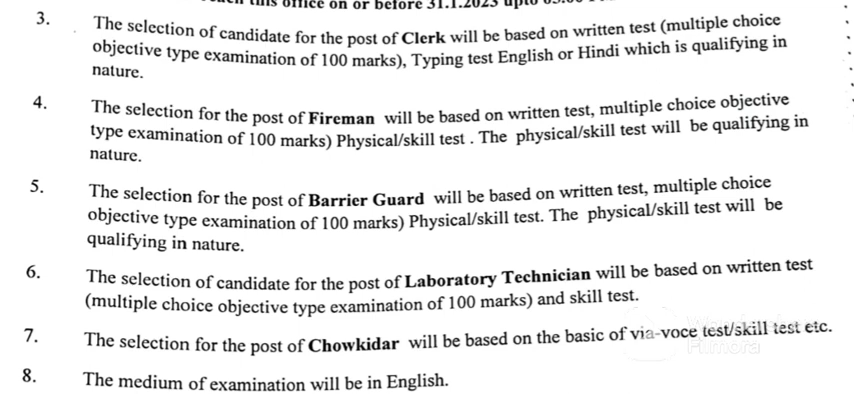 this office on or before 31.1.2023 upto
3. The selection of candidate for the post of Clerk will be based on written test (multiple choice
objective type examination of 100 marks), Typing test English or Hindi which is qualifying in
nature.
4. The selection for the post of Fireman will be based on written test, multiple choice objective
type examination of 100 marks) Physical/skill test . The physical/skill test will be qualifying in
nature.
5. The selection for the post of Barrier Guard will be based on written test, multiple choice
objective type examination of 100 marks) Physical/skill test. The physical/skill test will be
qualifying in nature.
6. The selection of candidate for the post of Laboratory Technician will be based on written test
(multiple choice objective type examination of 100 marks) and skill test.
7. The selection for the post of Chowkidar will be based on the basic of via-voce test/skill test etc.
Filmora
8. The medium of examination will be in English.